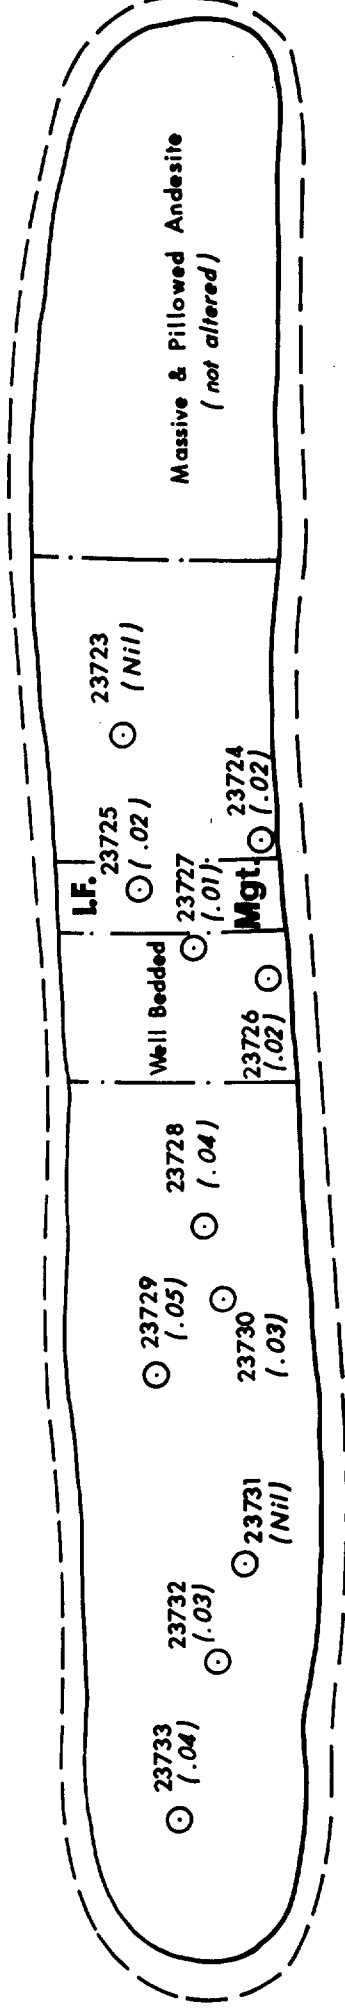 23733
(.04)
23732
(.03)
23731
(Nil)
23729
(.05)
23730
(.03)
23728
(.04)
Well Bedded
23726
(.02)
23727
(.01)
I.F.
Mgt.
23725
(.02)
23724
(.02)
23723
(Nil)
Massive & Pillowed Andesite
(not altered)